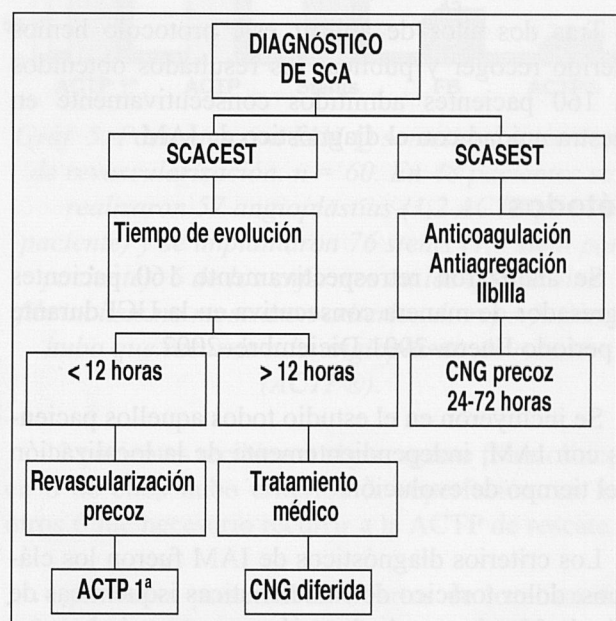 DIAGNÓSTICO
DE SCA
SCACEST
SCASEST
Tiempo de evolución
Anticoagulación
Antiagregación
IIbIIIa
< 12 horas
> 12 horas
CNG precoz
24-72 horas
Revascularización
precoz
Tratamiento
médico
ACTP 1ª
CNG diferida